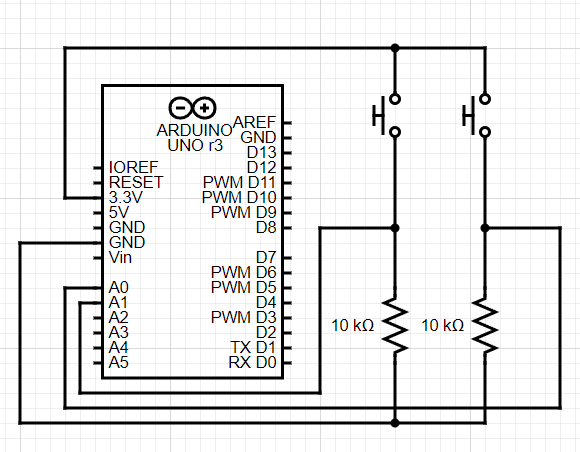 ARDUINO
UNO r3
AREF
GND
D13
D12
PWM D11
PWM D10
PWM D9
D8
D7
PWM D6
PWM D5
D4
PWM D3
D2
TX D1
RX D0
IOREF
RESET
3.3V
5V
GND
GND
Vin
A0
A1
A2
A3
A4
A5
10 kΩ
10 kΩ